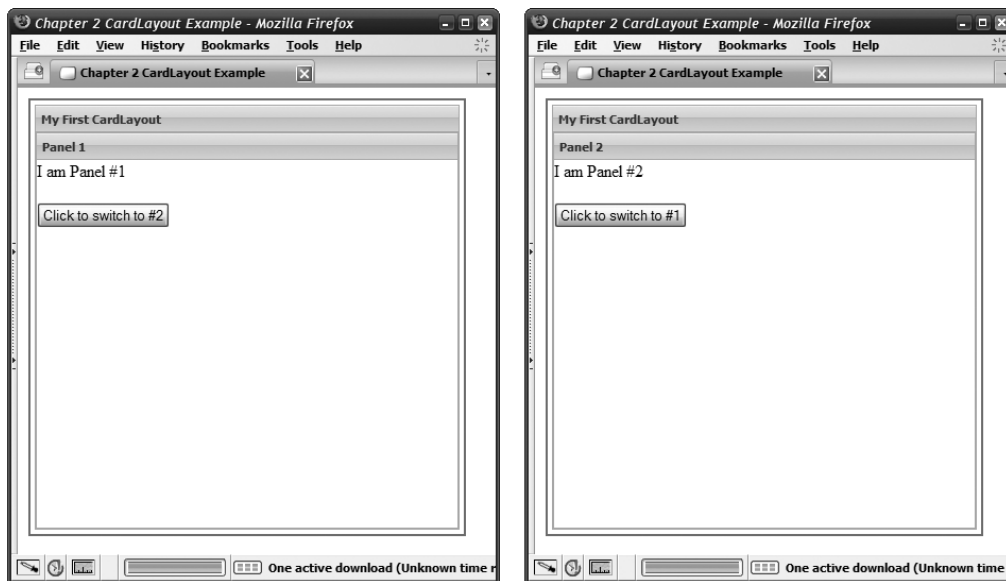 Chapter 2 CardLayout Example - Mozilla Firefox
File Edit View History Bookmarks Tools Help
Chapter 2 CardLayout Example
My First CardLayout
Panel 1
I am Panel #1
Click to switch to #2
One active download (Unknown time r
Chapter 2 CardLayout Example - Mozilla Firefox
File Edit View History Bookmarks Tools Help
Chapter 2 CardLayout Example
My First CardLayout
Panel 2
I am Panel #2
Click to switch to #1
One active download (Unknown time